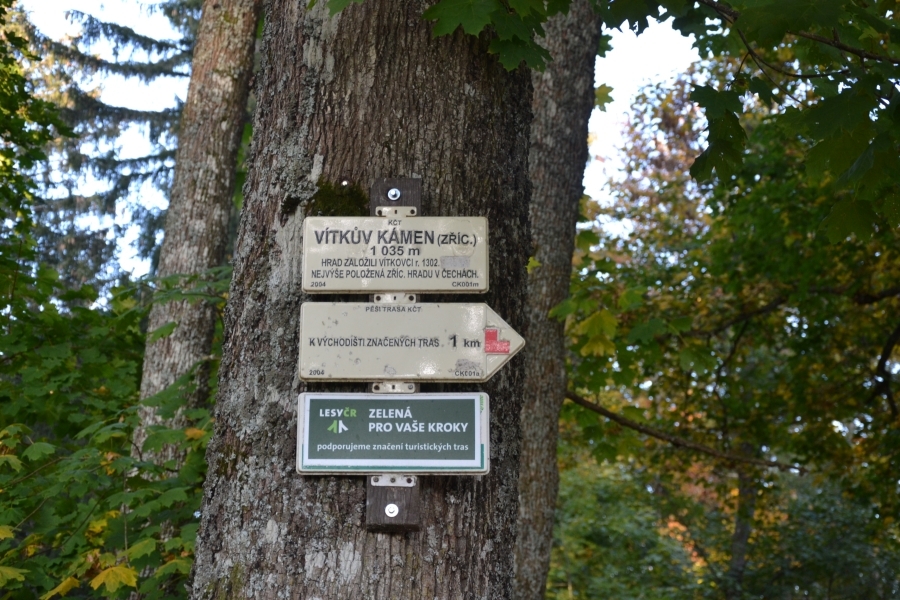 KČT
VÍTKŮV KÁMEN (ZŘÍC.)
1 035 m
HRAD ZALOŽILI VÍTKOVCI r. 1302.
NEJVÝŠE POLOŽENÁ ZŘÍC. HRADU V ČECHÁCH.
2004 CK001m
PĚŠÍ TRASA KČT
K VÝCHODIŠTI ZNAČENÝCH TRAS 1 km
2004 CK001a
LESY ČR
ZELENÁ
PRO VAŠE KROKY
podporujeme značení turistických tras